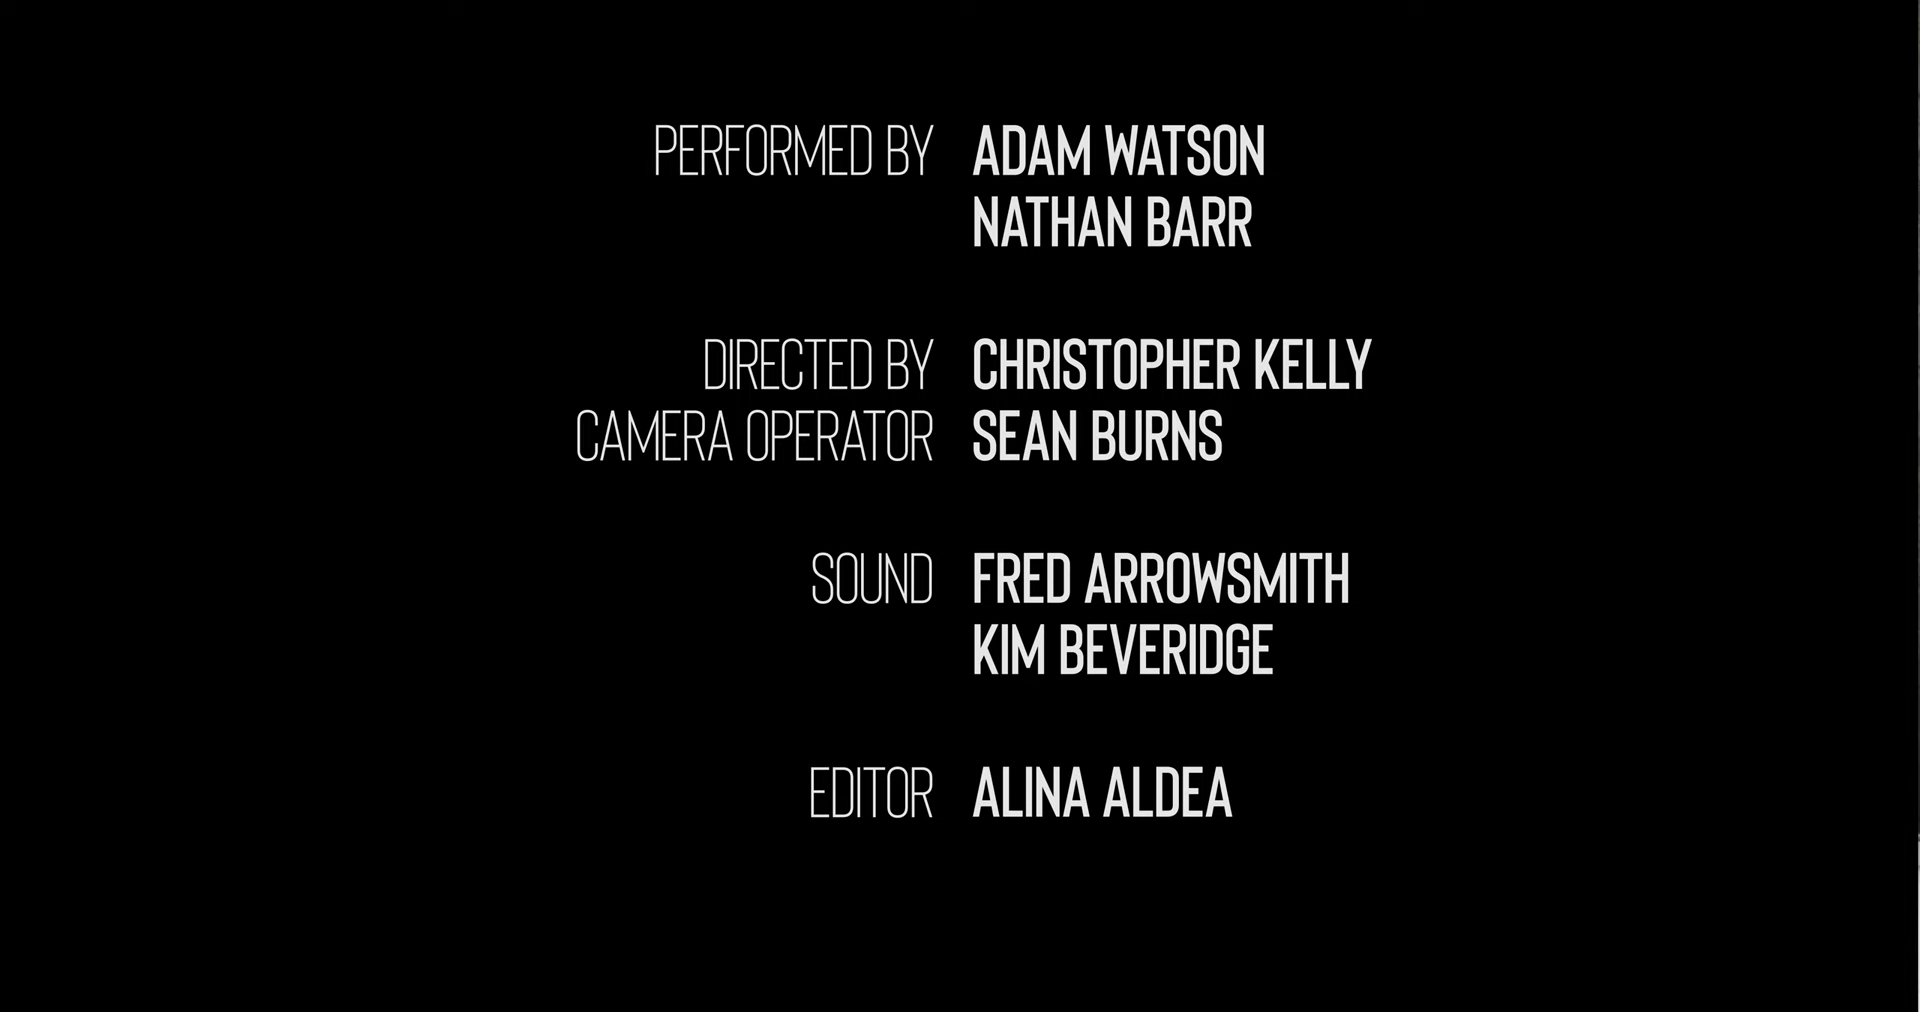 PERFORMED BY ADAM WATSON
NATHAN BARR
DIRECTED BY CHRISTOPHER KELLY
CAMERA OPERATOR SEAN BURNS
SOUND FRED ARROWSMITH
KIM BEVERIDGE
EDITOR ALINA ALDEA